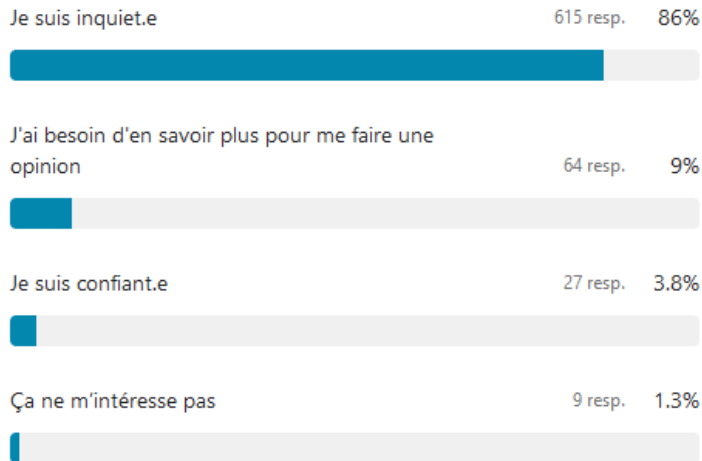 Je suis inquiet.e 615 resp. 86%
J'ai besoin d'en savoir plus pour me faire une
opinion 64 resp. 9%
Je suis confiant.e 27 resp. 3.8%
Ça ne m'intéresse pas 9 resp. 1.3%